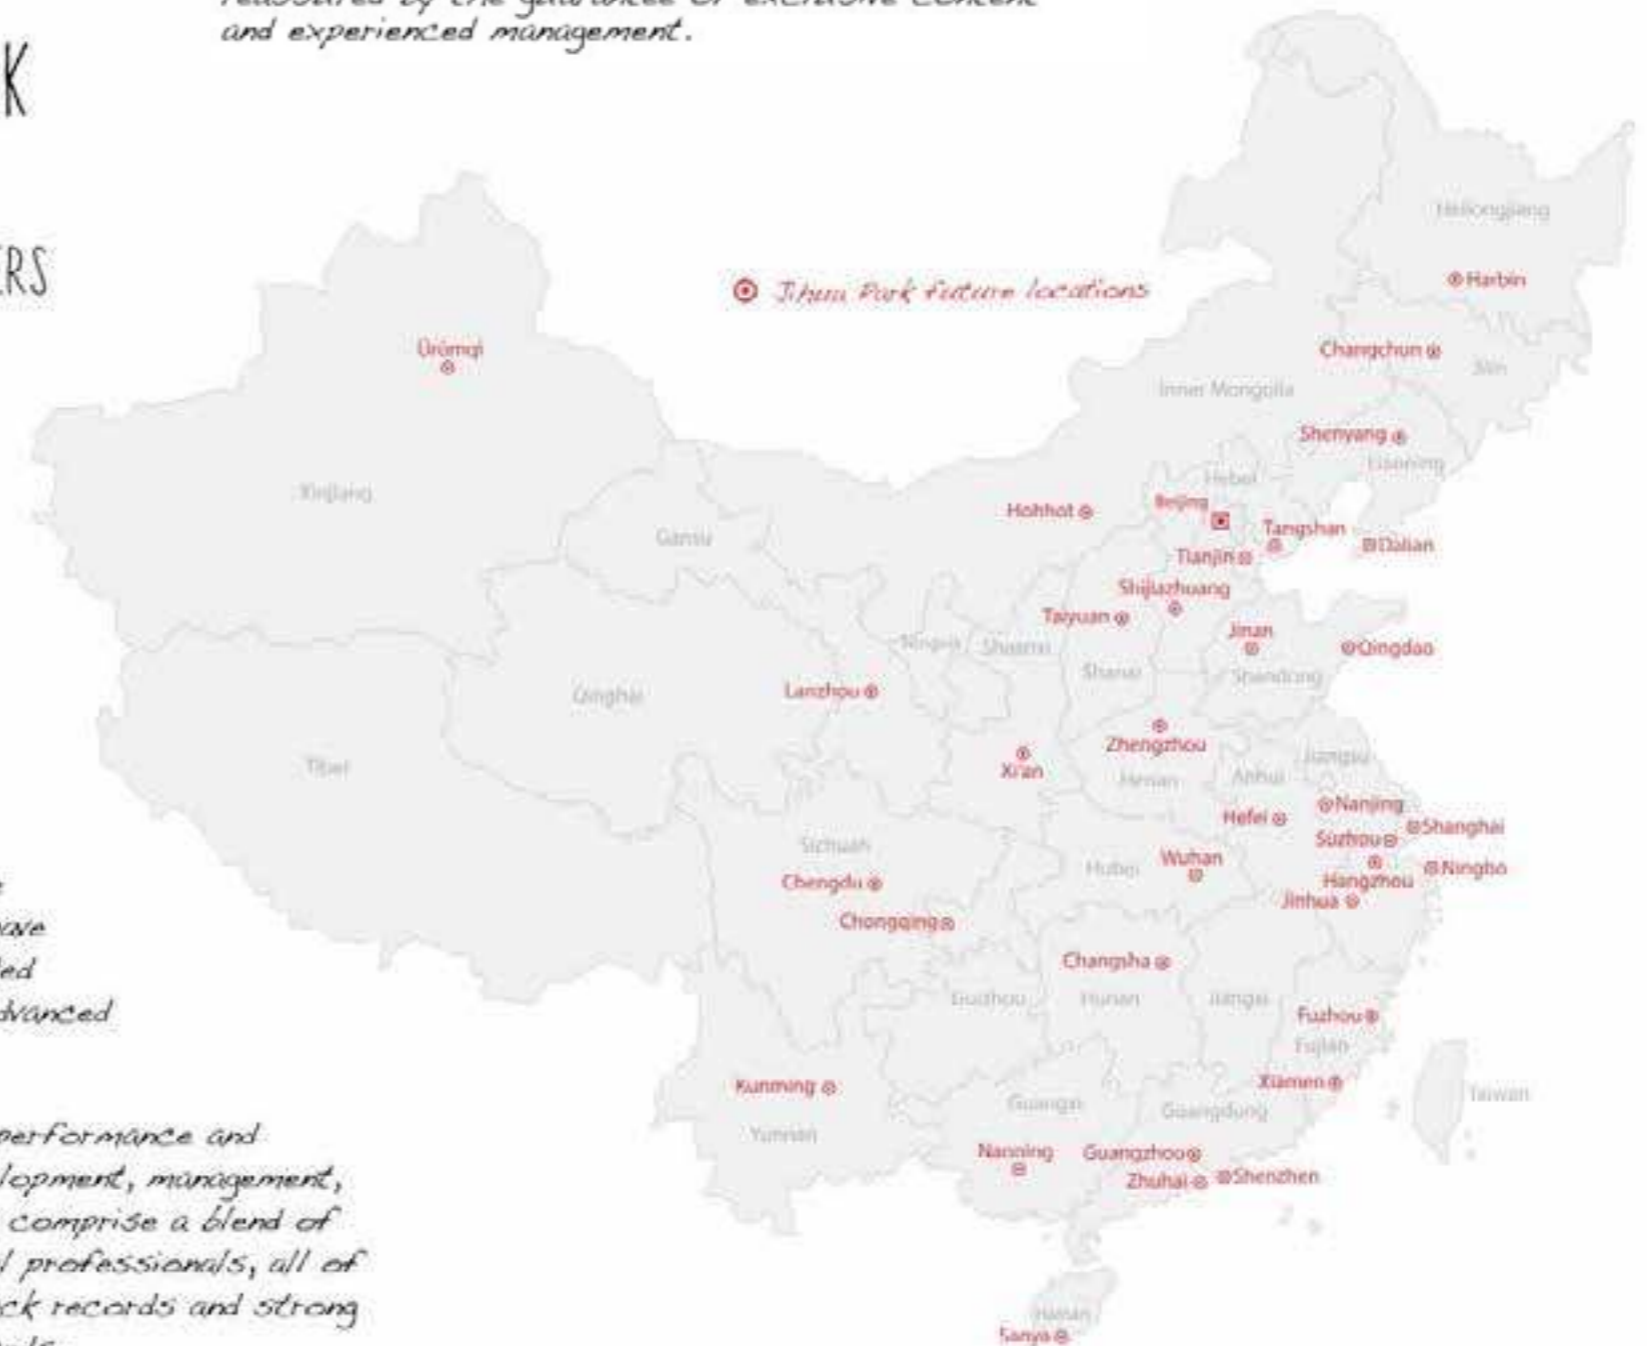 and experienced management.
K
ERS
Jihua Park future locations
Heilongjiang
Harbin
Ürümqi
Changchun
Jilin
Inner Mongolia
Shenyang
Liaoning
Hebei
Xinjiang
Hohhot
Beijing
Tangshan
Gansu
Dalian
Tianjin
Shijiazhuang
Taiyuan
Jinan
Ningxia
Shaanxi
Qingdao
Shanxi
Shandong
Lanzhou
Qinghai
Zhengzhou
Jiangsu
Tibet
Xi'an
Henan
Anhui
Nanjing
Hefei
Shanghai
Suzhou
Sichuan
Wuhan
Hubei
Ningbo
Chengdu
Hangzhou
Jinhua
ave
Chongqing
Changsha
Guizhou
Hunan
Jiangxi
dvanced
Fuzhou
Fujian
Kunming
Xiamen
Taiwan
Guangxi
Guangdong
performance and
Yunnan
Nanning
Guangzhou
lopment, management,
Zhuhai
Shenzhen
comprise a blend of
l professionals, all of
ck records and strong
Hainan
Sanya